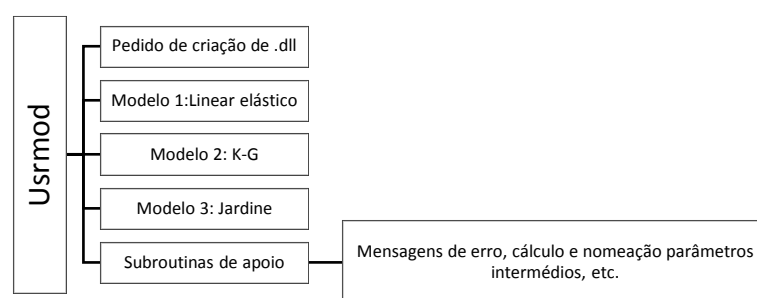 Usrmod
Pedido de criação de .dll
Modelo 1:Linear elástico
Modelo 2: K-G
Modelo 3: Jardine
Subroutinas de apoio
Mensagens de erro, cálculo e nomeação parâmetros
intermédios, etc.